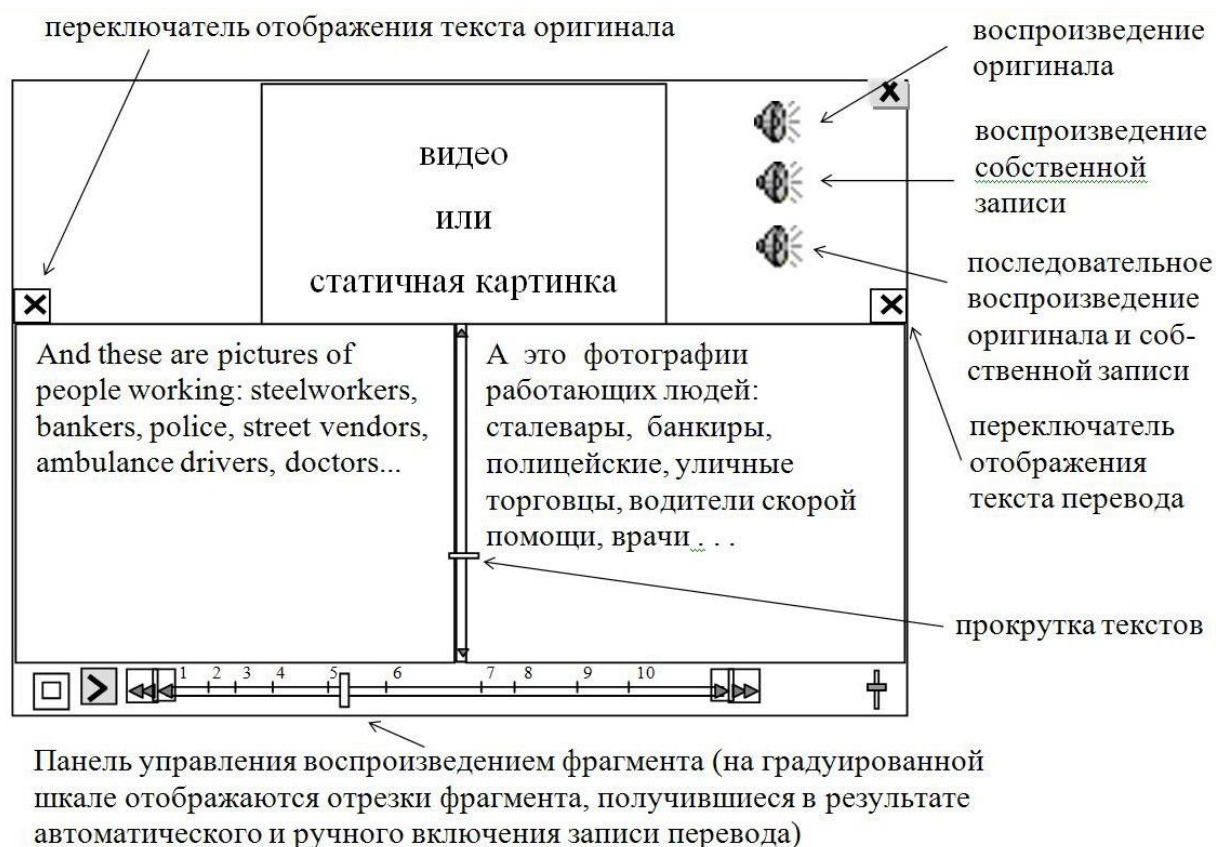 переключатель отображения текста оригинала
воспроизведение
оригинала
видео
или
статичная картинка
воспроизведение
собственной
записи
последовательное
воспроизведение
оригинала и соб-
ственной записи
And these are pictures of
people working: steelworkers,
bankers, police, street vendors,
ambulance drivers, doctors...
А это фотографии
работающих людей:
сталевары, банкиры,
полицейские, уличные
торговцы, водители скорой
помощи, врачи . . .
переключатель
отображения
текста перевода
прокрутка текстов
1 2 3 4 5 6 7 8 9 10
Панель управления воспроизведением фрагмента (на градуированной
шкале отображаются отрезки фрагмента, получившиеся в результате
автоматического и ручного включения записи перевода)